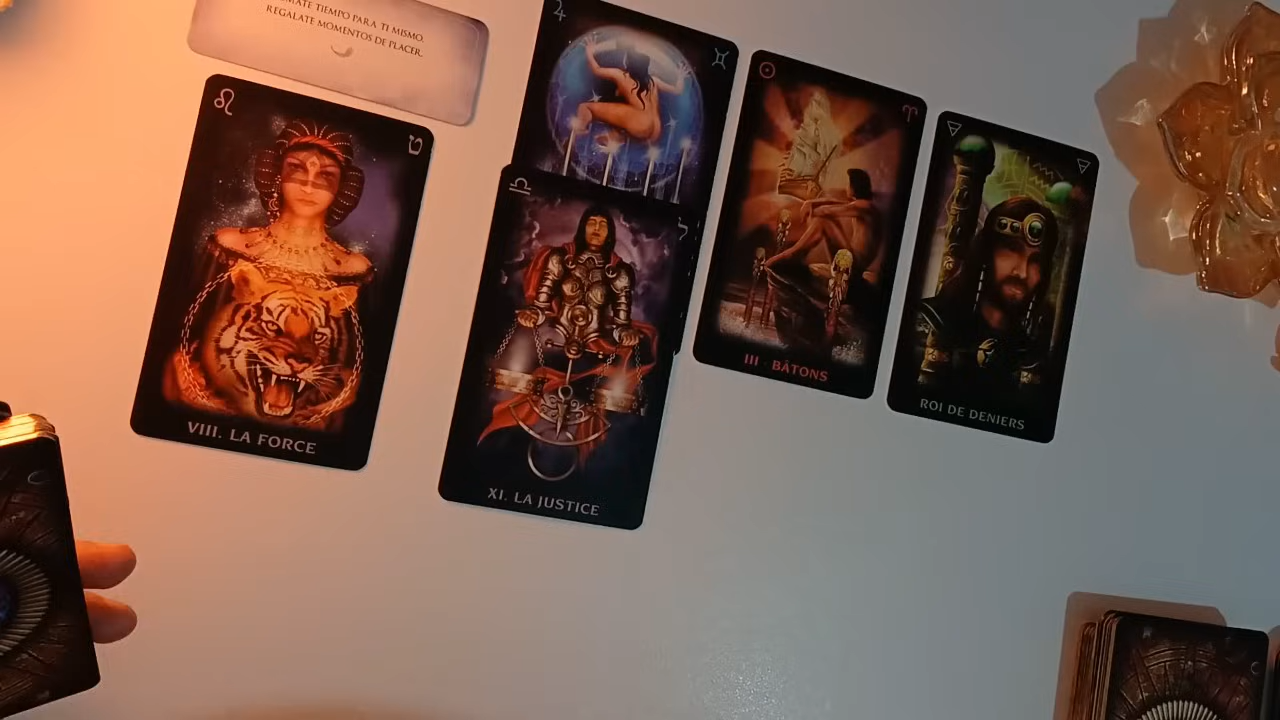 TIEMPO PARA TI MISMO.
REGÁLATE MOMENTOS DE PLACER.
VIII. LA FORCE
XI. LA JUSTICE
III BÂTONS
ROI DE DENIERS